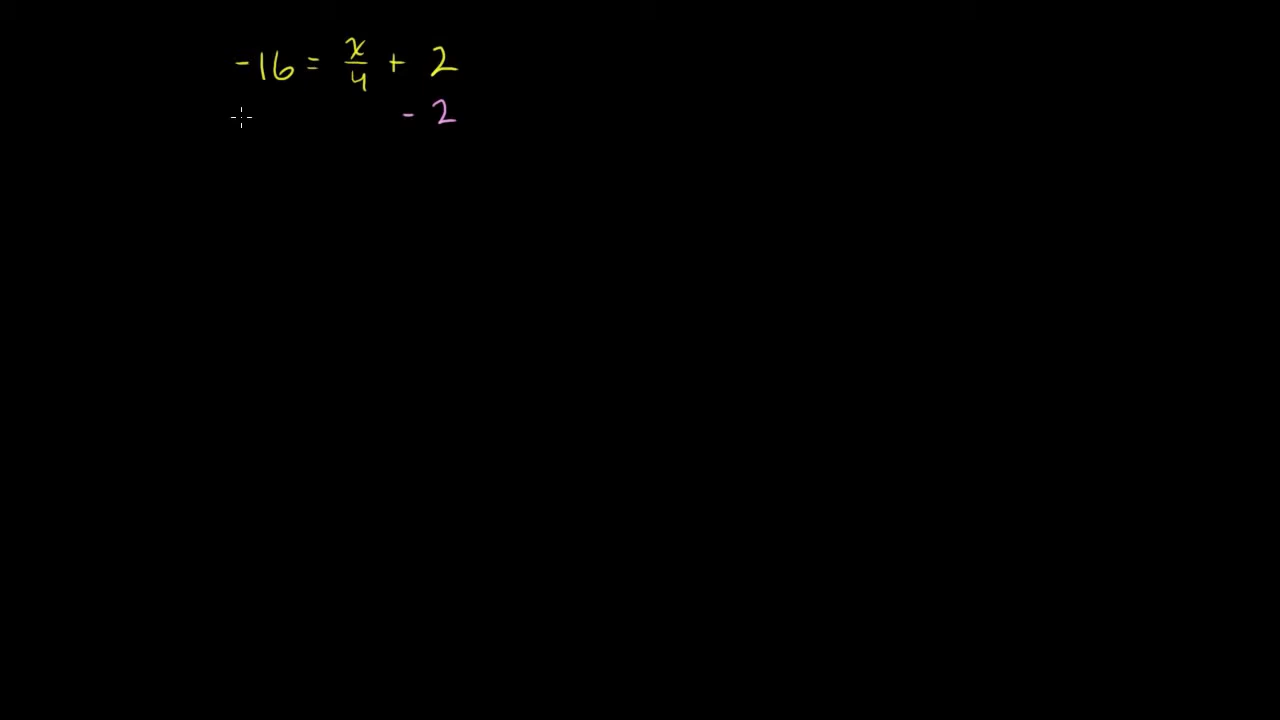 -16 = x/4 + 2
- 2